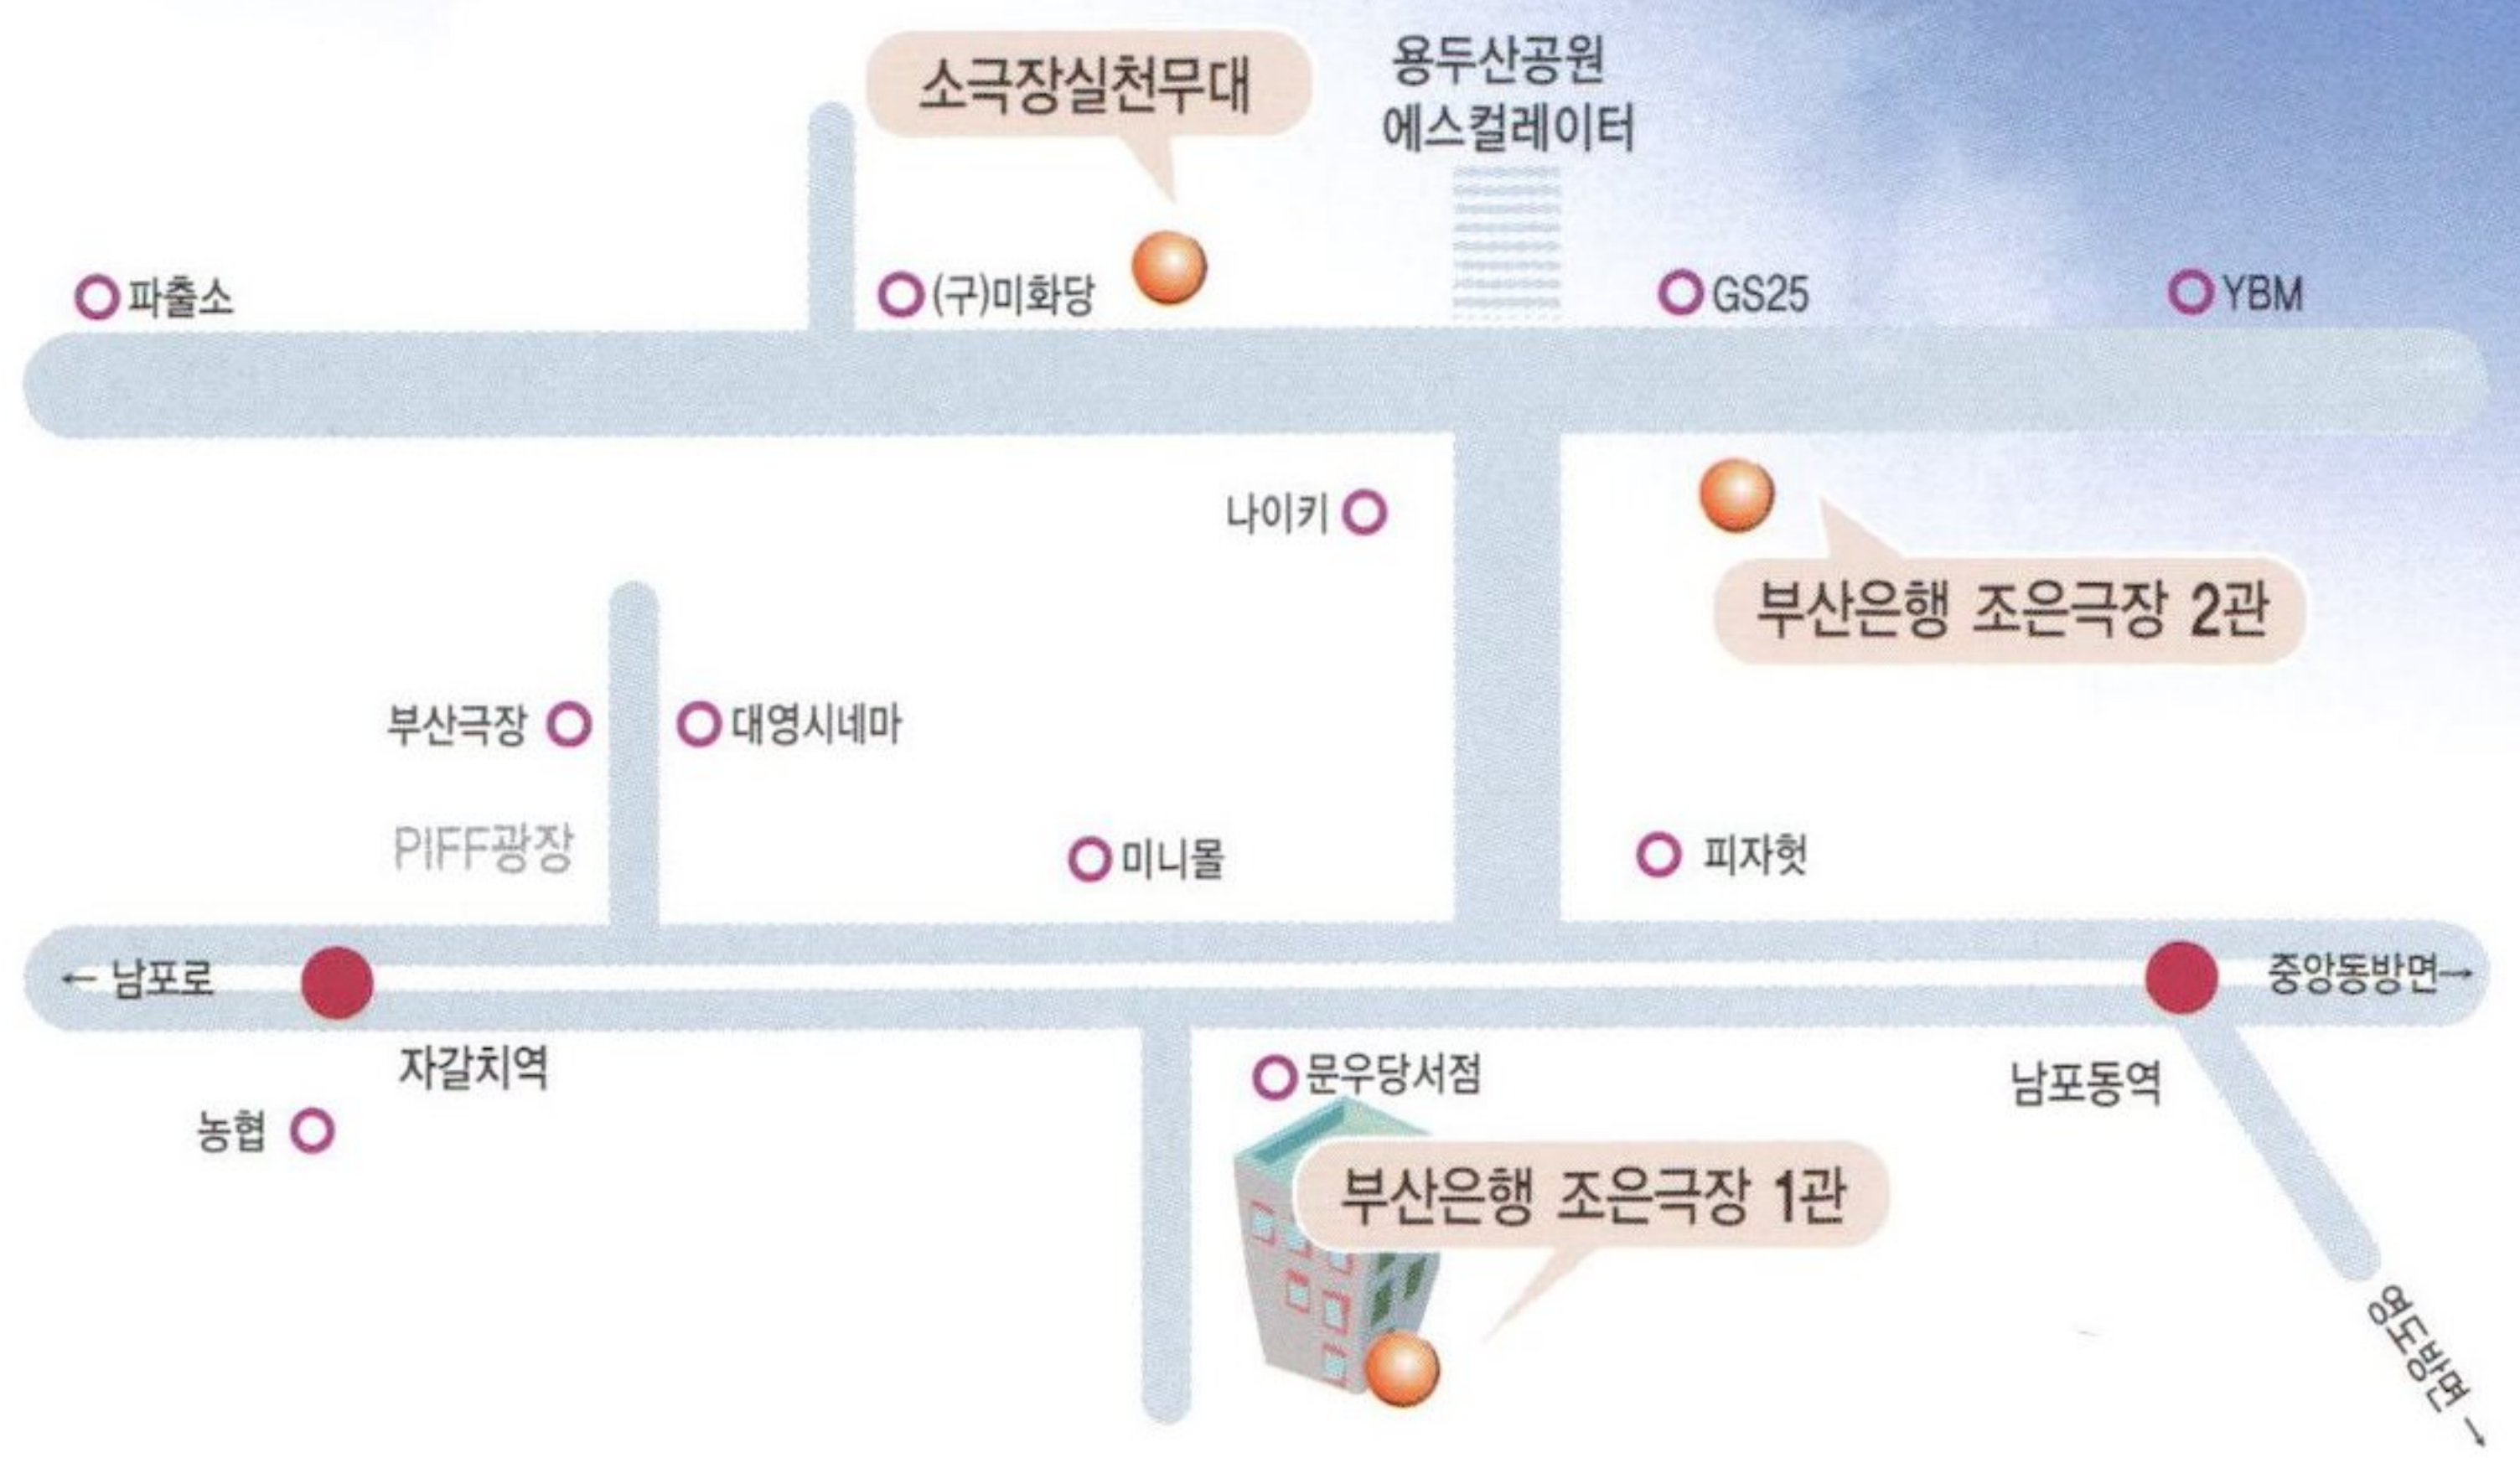 소극장실천무대
용두산공원
에스컬레이터
파출소
(구)미화당
GS25
YBM
나이키
부산은행 조은극장 2관
부산극장
대영시네마
PIFF광장
미니몰
피자헛
← 남포로
중앙동방면→
자갈치역
문우당서점
남포동역
농협
부산은행 조은극장 1관
영도방면→